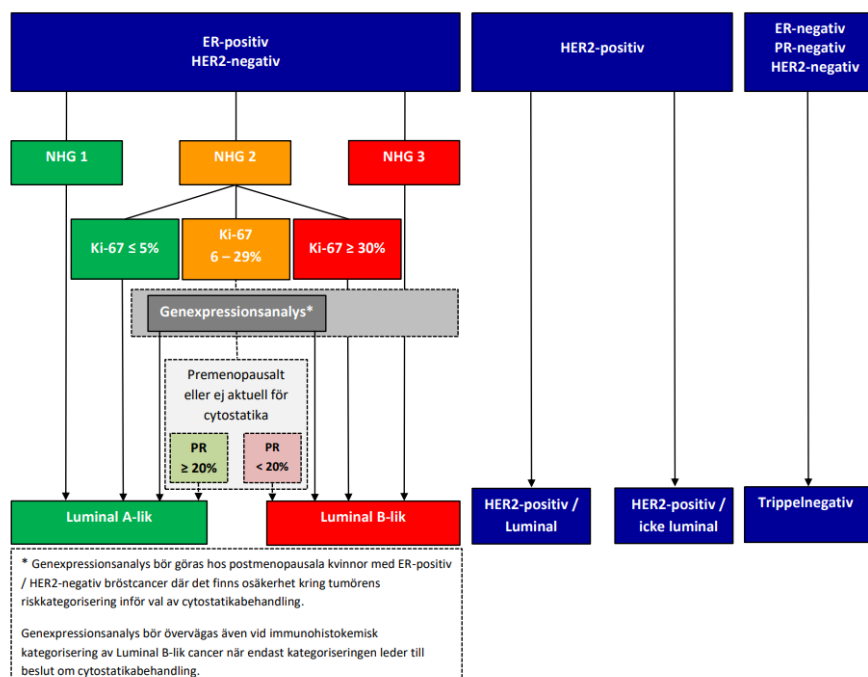 ER-positiv
HER2-negativ
HER2-positiv
ER-negativ
PR-negativ
HER2-negativ
NHG 1
NHG 2
NHG 3
Ki-67 ≤ 5%
Ki-67
6 – 29%
Ki-67 ≥ 30%
Genexpressionsanalys*
Premenopausalt
eller ej aktuell för
cytostatika
PR
≥ 20%
PR
< 20%
Luminal A-lik
Luminal B-lik
HER2-positiv /
Luminal
HER2-positiv /
icke luminal
Trippelnegativ
* Genexpressionsanalys bör göras hos postmenopausala kvinnor med ER-positiv
/ HER2-negativ bröstcancer där det finns osäkerhet kring tumörens
riskkategorisering inför val av cytostatikabehandling.
Genexpressionsanalys bör övervägas även vid immunohistokemisk
kategorisering av Luminal B-lik cancer när endast kategoriseringen leder till
beslut om cytostatikabehandling.